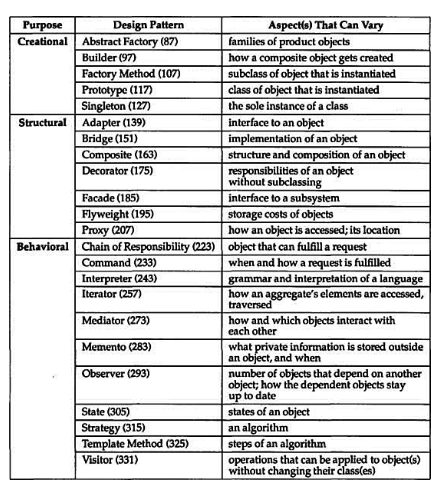 Purpose Design Pattern Aspect(s) That Can Vary
Creational Abstract Factory (87) families of product objects
Builder (97) how a composite object gets created
Factory Method (107) subclass of object that is instantiated
Prototype (117) class of object that is instantiated
Singleton (127) the sole instance of a class
Structural Adapter (139) interface to an object
Bridge (151) implementation of an object
Composite (163) structure and composition of an object
Decorator (175) responsibilities of an object
without subclassing
Facade (185) interface to a subsystem
Flyweight (195) storage costs of objects
Proxy (207) how an object is accessed; its location
Behavioral Chain of Responsibility (223) object that can fulfill a request
Command (233) when and how a request is fulfilled
Interpreter (243) grammar and interpretation of a language
Iterator (257) how an aggregate's elements are accessed,
traversed
Mediator (273) how and which objects interact with
each other
Memento (283) what private information is stored outside
an object, and when
Observer (293) number of objects that depend on another
object; how the dependent objects stay
up to date
State (305) states of an object
Strategy (315) an algorithm
Template Method (325) steps of an algorithm
Visitor (331) operations that can be applied to object(s)
without changing their class(es)